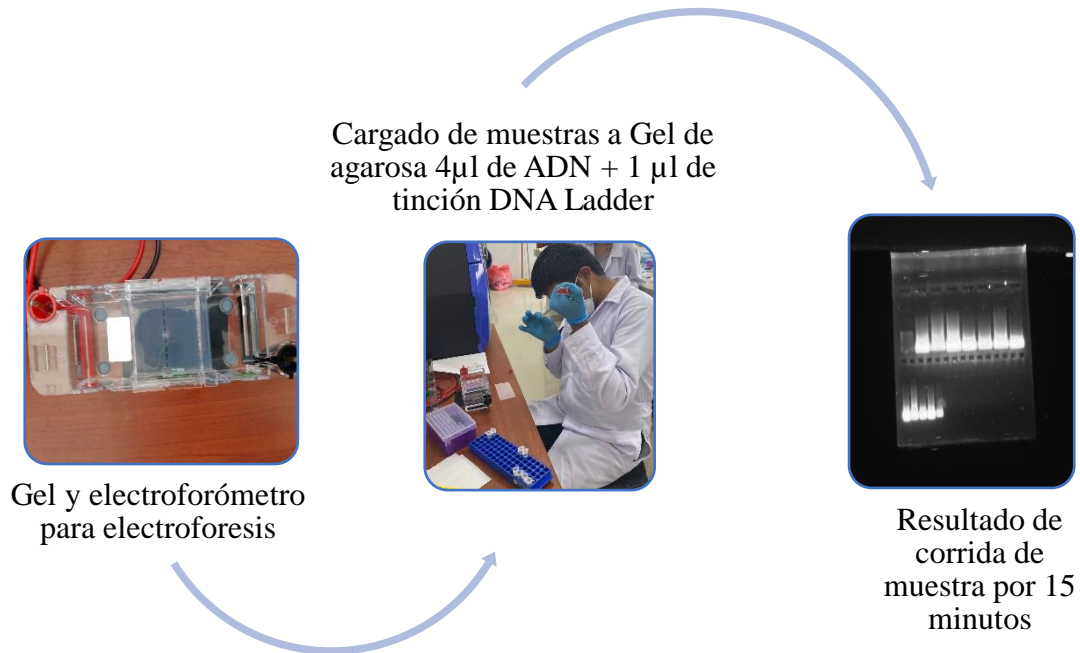 Cargado de muestras a Gel de
agarosa 4µl de ADN + 1 µl de
tinción DNA Ladder
Gel y electroforómetro
para electroforesis
Resultado de
corrida de
muestra por 15
minutos